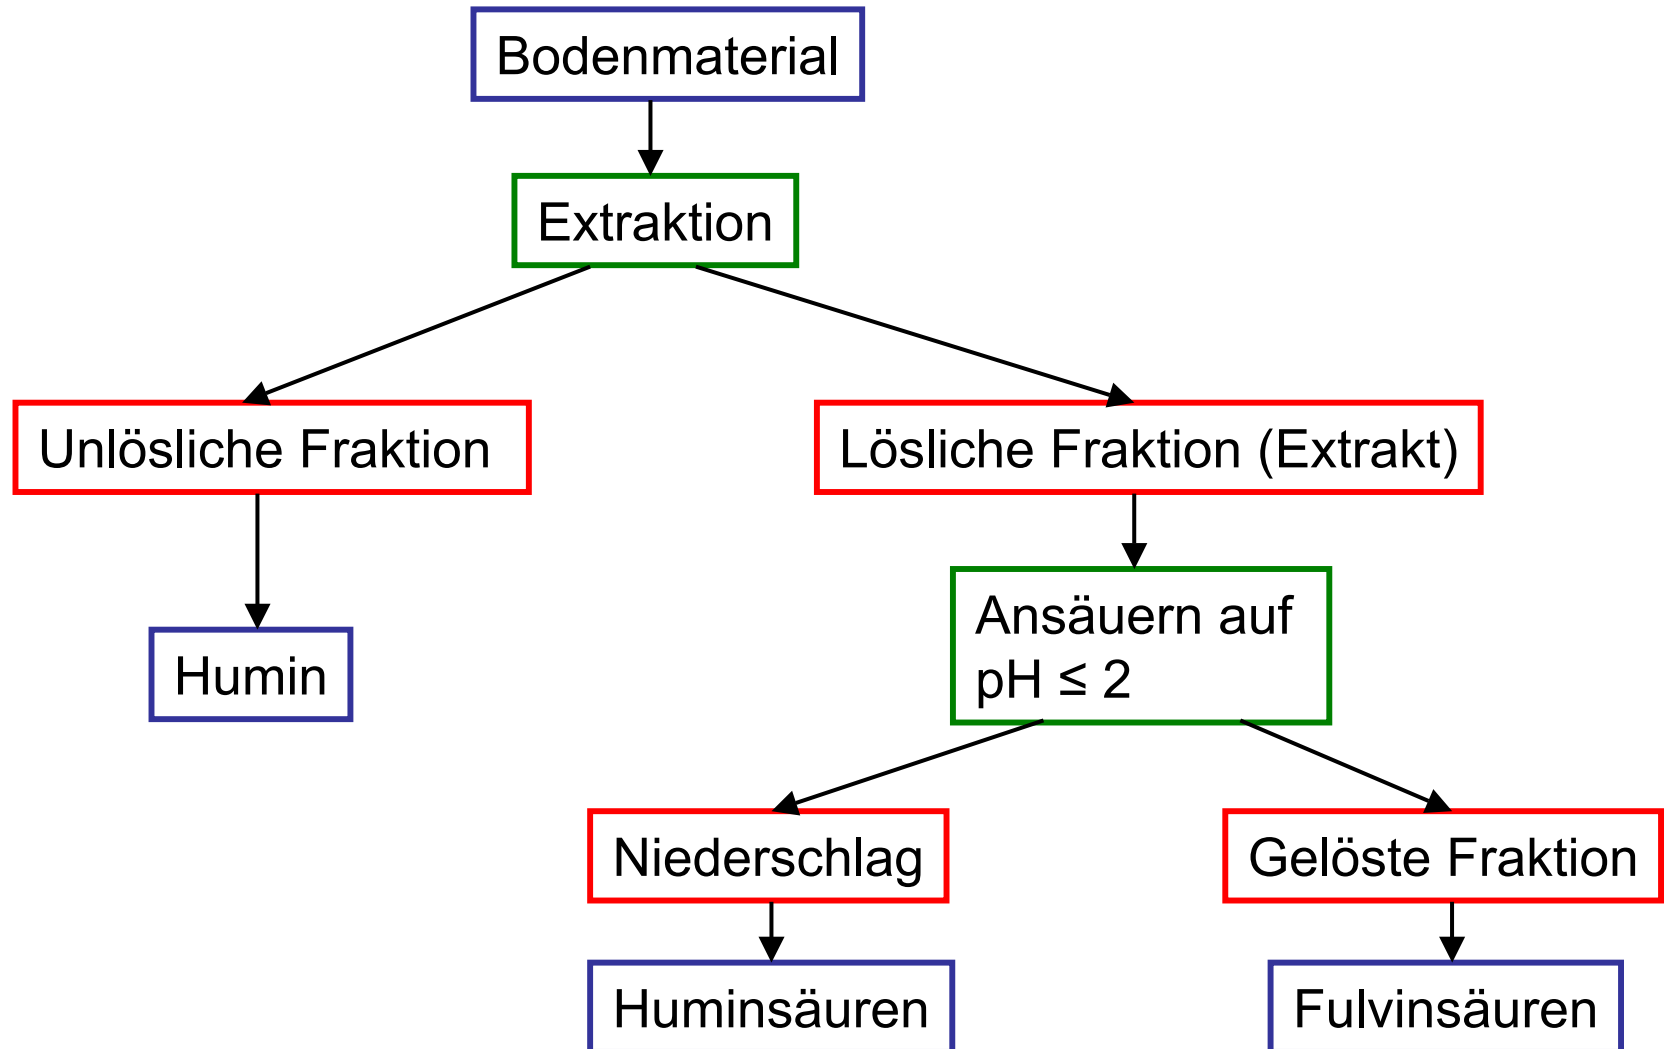 Bodenmaterial
Extraktion
Unlösliche Fraktion
Lösliche Fraktion (Extrakt)
Humin
Ansäuern auf
pH ≤ 2
Niederschlag
Gelöste Fraktion
Huminsäuren
Fulvinsäuren